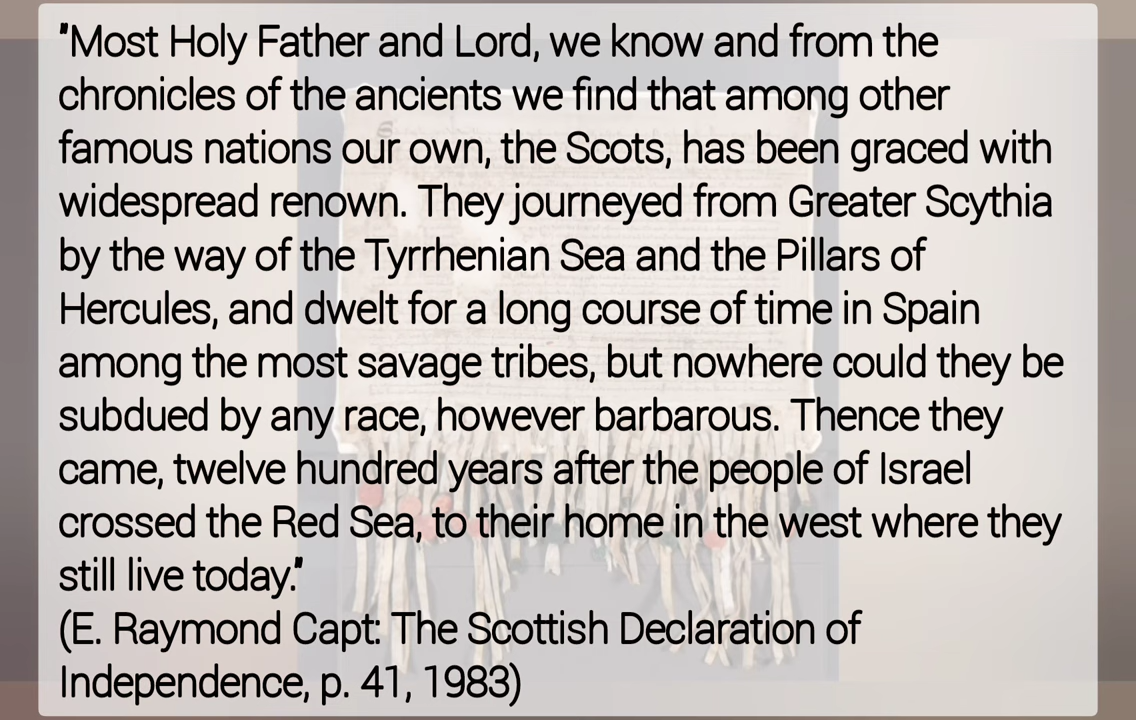 "Most Holy Father and Lord, we know and from the
chronicles of the ancients we find that among other
famous nations our own, the Scots, has been graced with
widespread renown. They journeyed from Greater Scythia
by the way of the Tyrrhenian Sea and the Pillars of
Hercules, and dwelt for a long course of time in Spain
among the most savage tribes, but nowhere could they be
subdued by any race, however barbarous. Thence they
came, twelve hundred years after the people of Israel
crossed the Red Sea, to their home in the west where they
still live today."
(E. Raymond Capt: The Scottish Declaration of
Independence, p. 41, 1983)